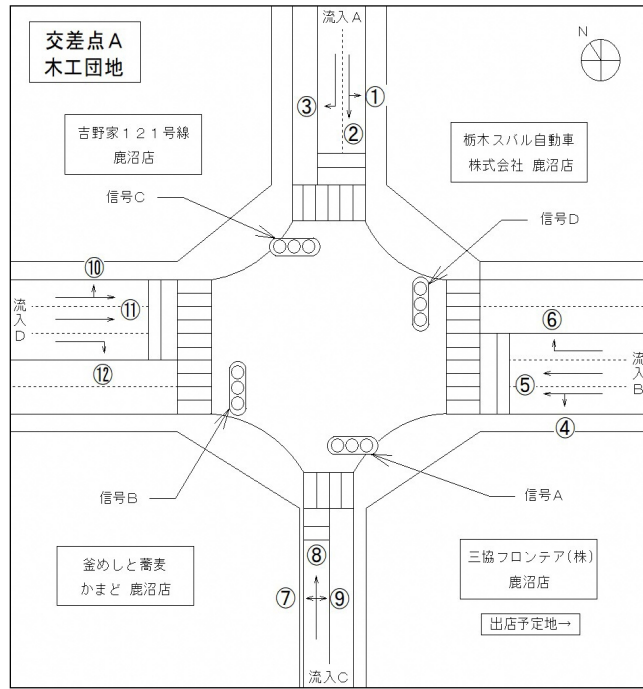 交差点A
木工団地
流入A
N
③
①
②
吉野家121号線
鹿沼店
栃木スバル自動車
株式会社 鹿沼店
信号C
信号D
⑩
流入D
⑪
⑥
⑫
⑤
流入B
④
信号B
信号A
⑧
釜めしと蕎麦
かまど 鹿沼店
⑦
⑨
三協フロンテア(株)
鹿沼店
出店予定地→
流入C